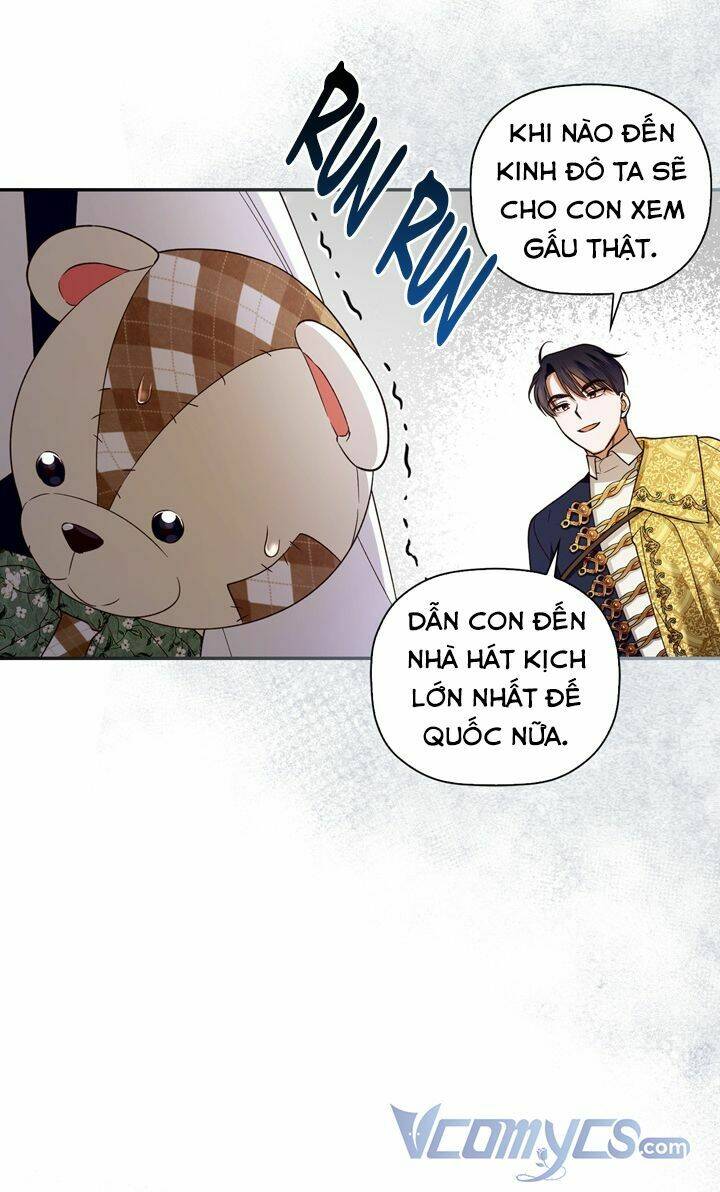 KHI NÀO ĐẾN
KINH ĐÔ TA SẼ
CHO CON XEM
GẤU THẬT.
RUN RUN
DẪN CON ĐẾN
NHÀ HÁT KỊCH
LỚN NHẤT ĐẾ
QUỐC NỮA.
VCOMYCS.com